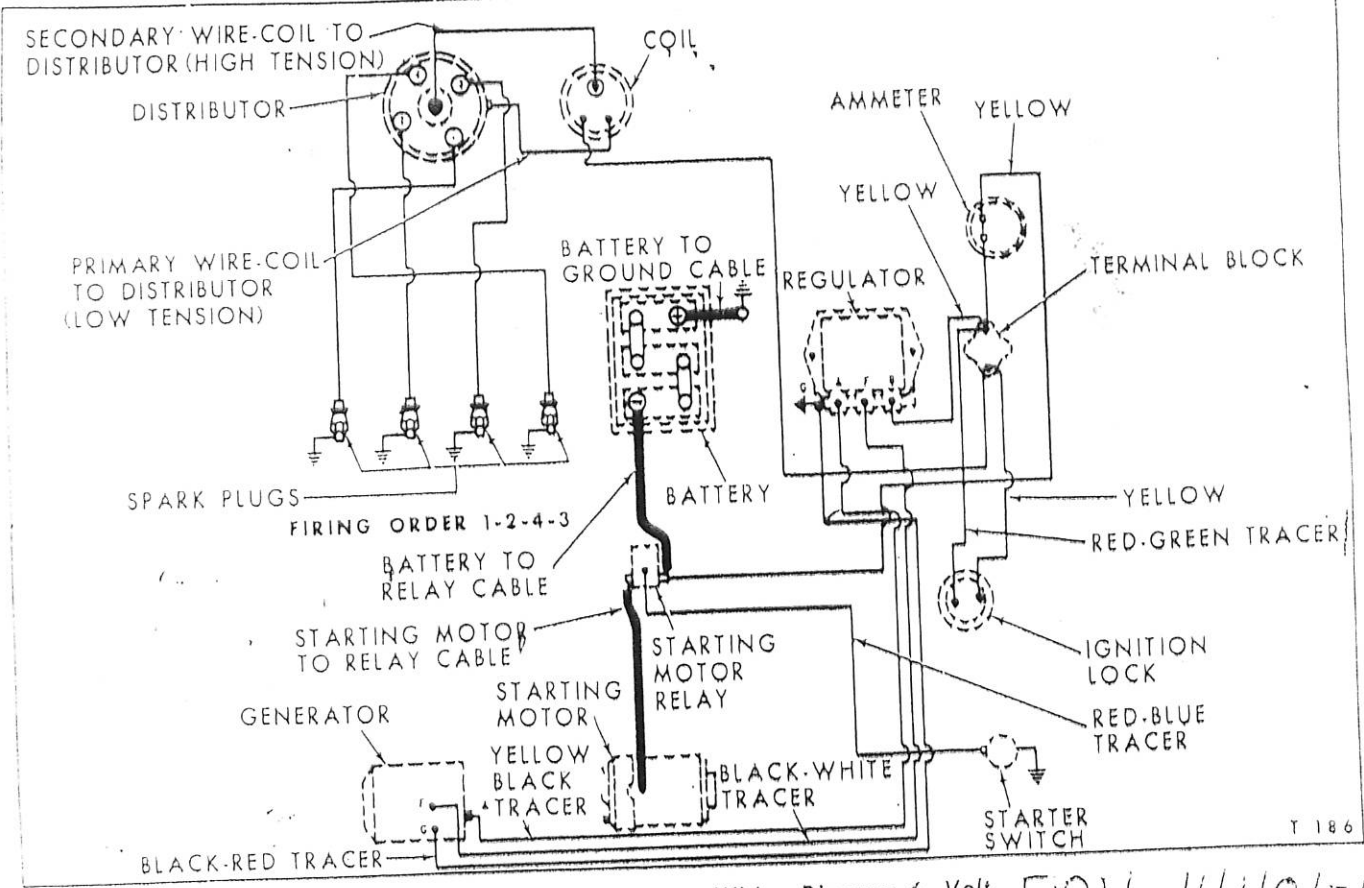 SECONDARY WIRE-COIL TO
DISTRIBUTOR (HIGH TENSION)
COIL
DISTRIBUTOR
AMMETER
YELLOW
YELLOW
PRIMARY WIRE-COIL
TO DISTRIBUTOR
(LOW TENSION)
BATTERY TO
GROUND CABLE
REGULATOR
TERMINAL BLOCK
G A F B
SPARK PLUGS
BATTERY
YELLOW
FIRING ORDER 1-2-4-3
RED-GREEN TRACER
BATTERY TO
RELAY CABLE
STARTING MOTOR
TO RELAY CABLE
STARTING
MOTOR
RELAY
IGNITION
LOCK
GENERATOR
STARTING
MOTOR
RED-BLUE
TRACER
YELLOW
BLACK
TRACER
BLACK-WHITE
TRACER
F
A
G
STARTER
SWITCH
T 186
BLACK-RED TRACER
Volt